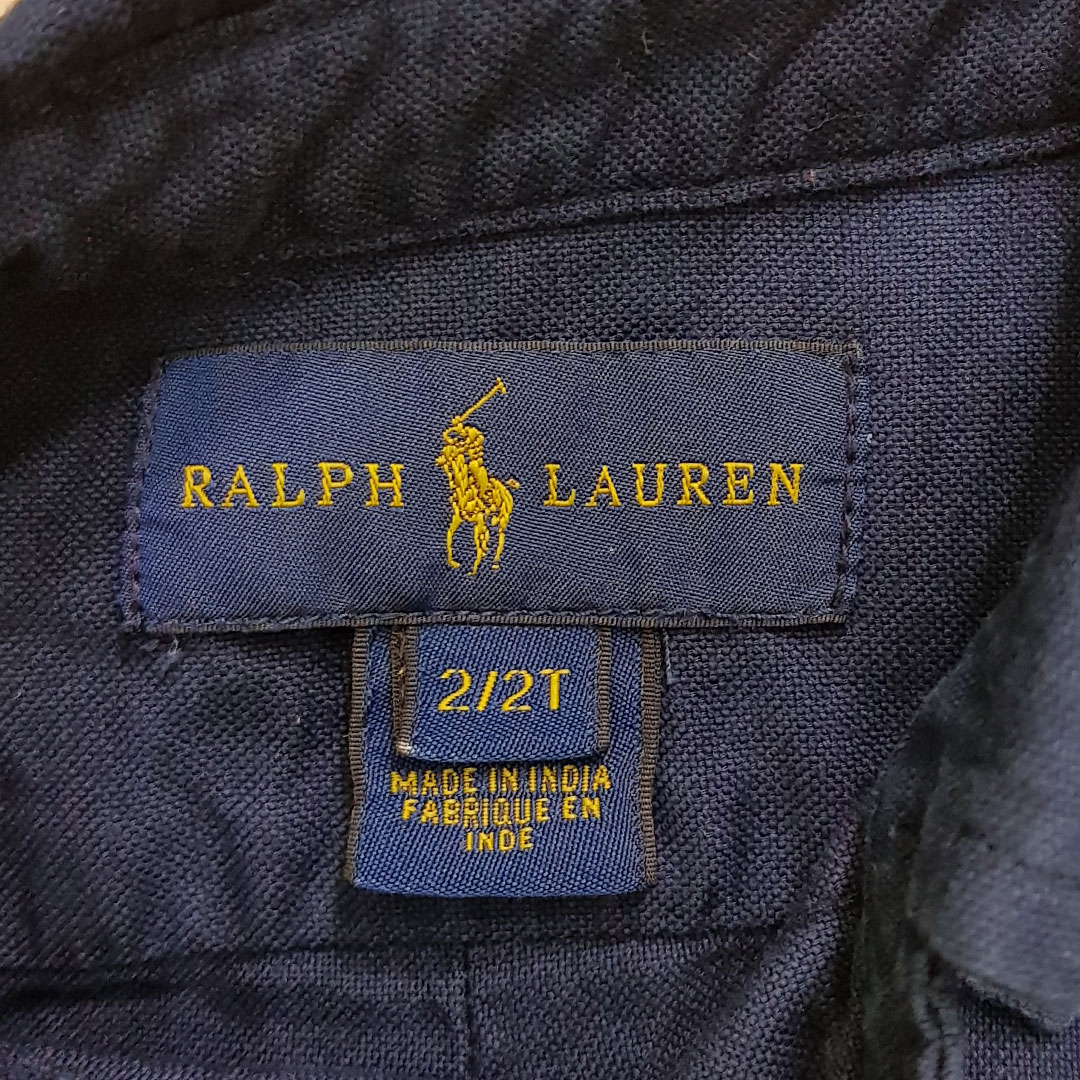 RALPH LAUREN
2/2T
MADE IN INDIA
FABRIQUE EN
INDE